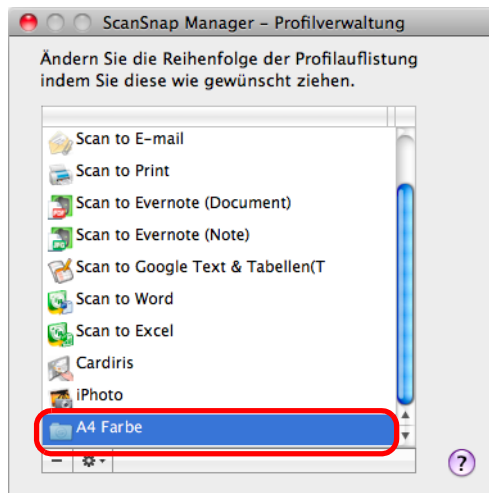 ScanSnap Manager – Profilverwaltung
Ändern Sie die Reihenfolge der Profilauflistung
indem Sie diese wie gewünscht ziehen.
Scan to E-mail
Scan to Print
Scan to Evernote (Document)
Scan to Evernote (Note)
Scan to Google Text & Tabellen(T
Scan to Word
Scan to Excel
Cardiris
iPhoto
A4 Farbe
?